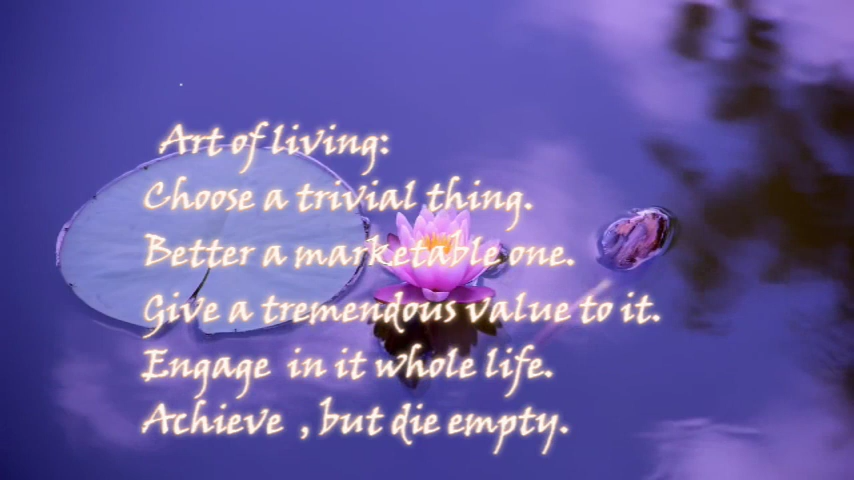 Art of living:
Choose a trivial thing.
Better a marketable one.
Give a tremendous value to it.
Engage in it whole life.
Achieve , but die empty.